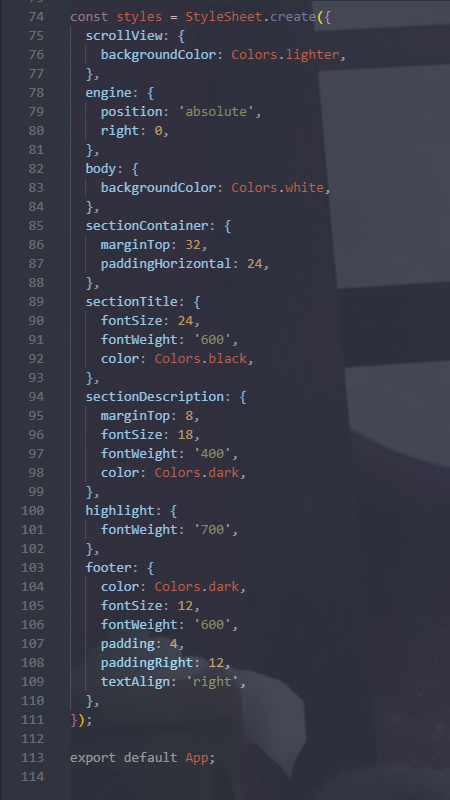 74 const styles = StyleSheet.create({
75 scrollView: {
76 backgroundColor: Colors.lighter,
77 },
78 engine: {
79 position: 'absolute',
80 right: 0,
81 },
82 body: {
83 backgroundColor: Colors.white,
84 },
85 sectionContainer: {
86 marginTop: 32,
87 paddingHorizontal: 24,
88 },
89 sectionTitle: {
90 fontSize: 24,
91 fontWeight: '600',
92 color: Colors.black,
93 },
94 sectionDescription: {
95 marginTop: 8,
96 fontSize: 18,
97 fontWeight: '400',
98 color: Colors.dark,
99 },
100 highlight: {
101 fontWeight: '700',
102 },
103 footer: {
104 color: Colors.dark,
105 fontSize: 12,
106 fontWeight: '600',
107 padding: 4,
108 paddingRight: 12,
109 textAlign: 'right',
110 },
111 });
112
113 export default App;
114